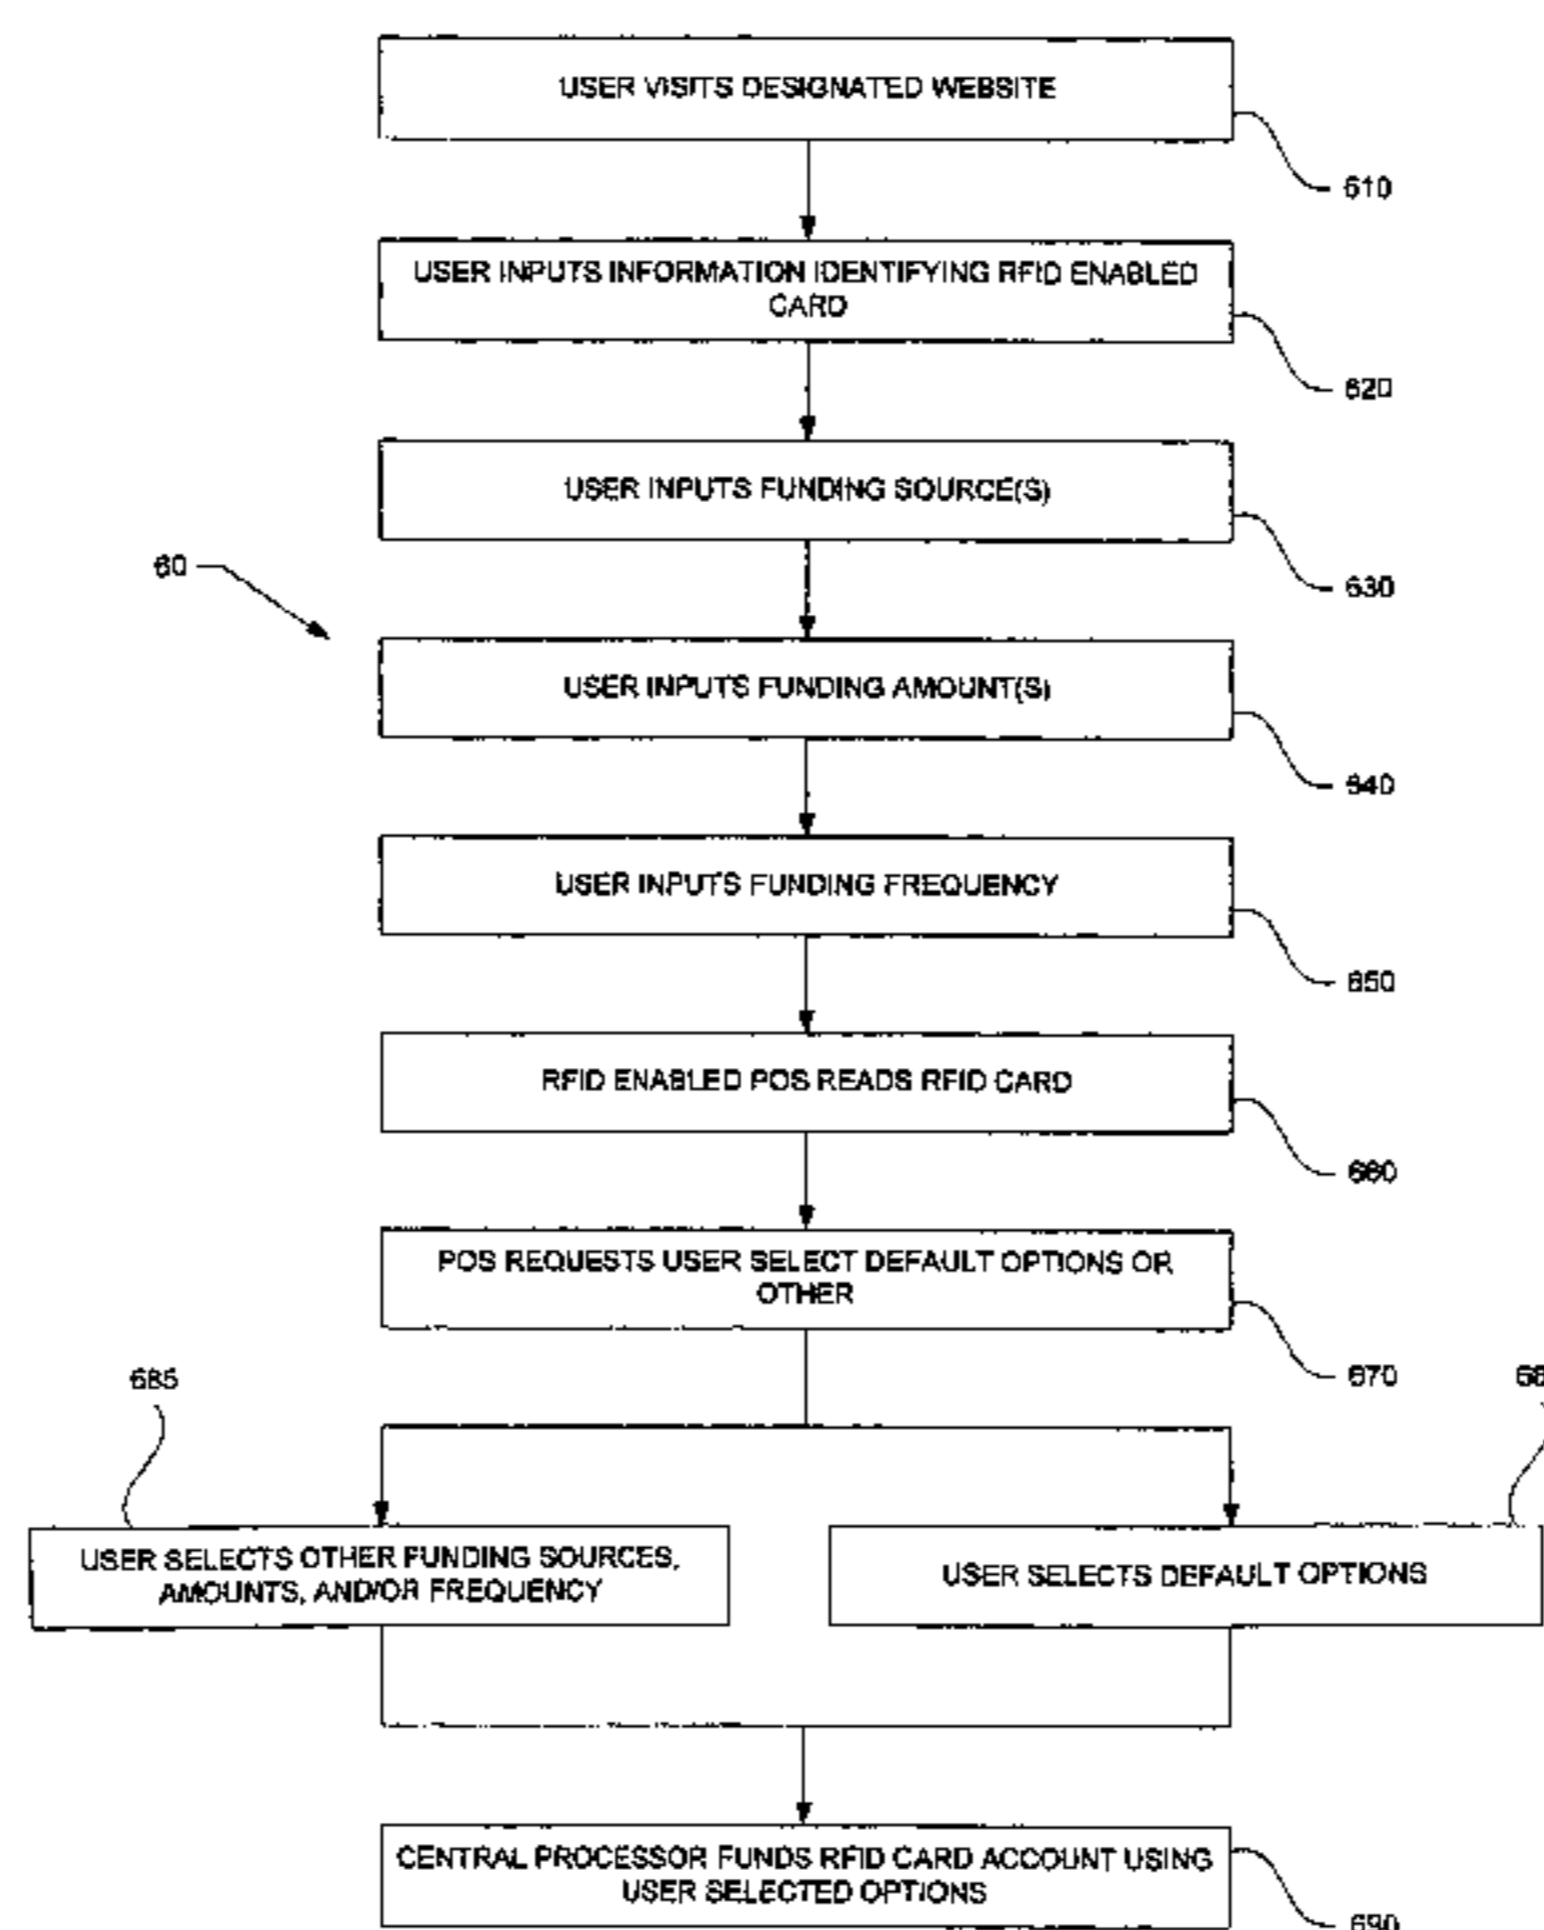 USER VISITS DESIGNATED WEBSITE
610
USER INPUTS INFORMATION IDENTIFYING RFID ENABLED
CARD
620
USER INPUTS FUNDING SOURCE(S)
630
60
USER INPUTS FUNDING AMOUNT(S)
640
USER INPUTS FUNDING FREQUENCY
650
RFID ENABLED POS READS RFID CARD
660
POS REQUESTS USER SELECT DEFAULT OPTIONS OR
OTHER
670
685
USER SELECTS OTHER FUNDING SOURCES,
AMOUNTS, AND/OR FREQUENCY
USER SELECTS DEFAULT OPTIONS
CENTRAL PROCESSOR FUNDS RFID CARD ACCOUNT USING
USER SELECTED OPTIONS
690